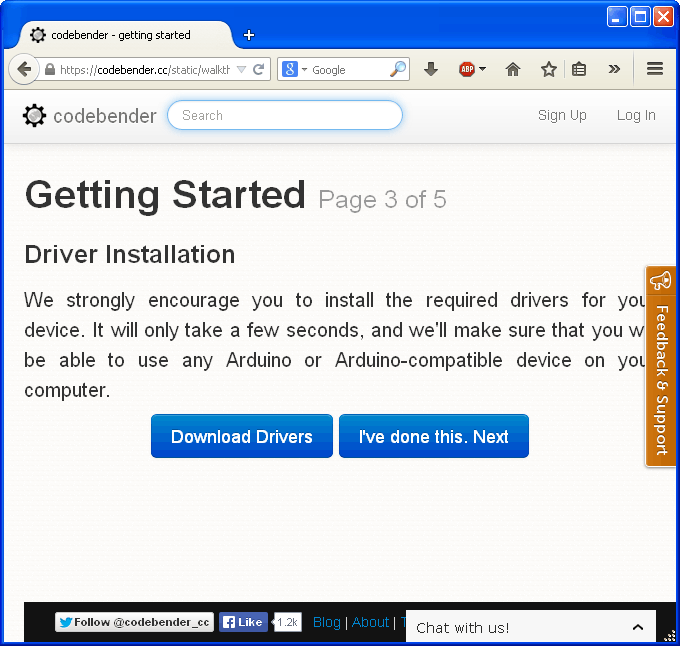 codebender - getting started
https://codebender.cc/static/walkth
Google
ABP
codebender
Search
Sign Up
Log In
Getting Started Page 3 of 5
Driver Installation
We strongly encourage you to install the required drivers for you
device. It will only take a few seconds, and we'll make sure that you w
be able to use any Arduino or Arduino-compatible device on you
computer.
Feedback & Support
Download Drivers
I've done this. Next
Follow @codebender_cc
Like
1.2k
Blog | About |
Chat with us!